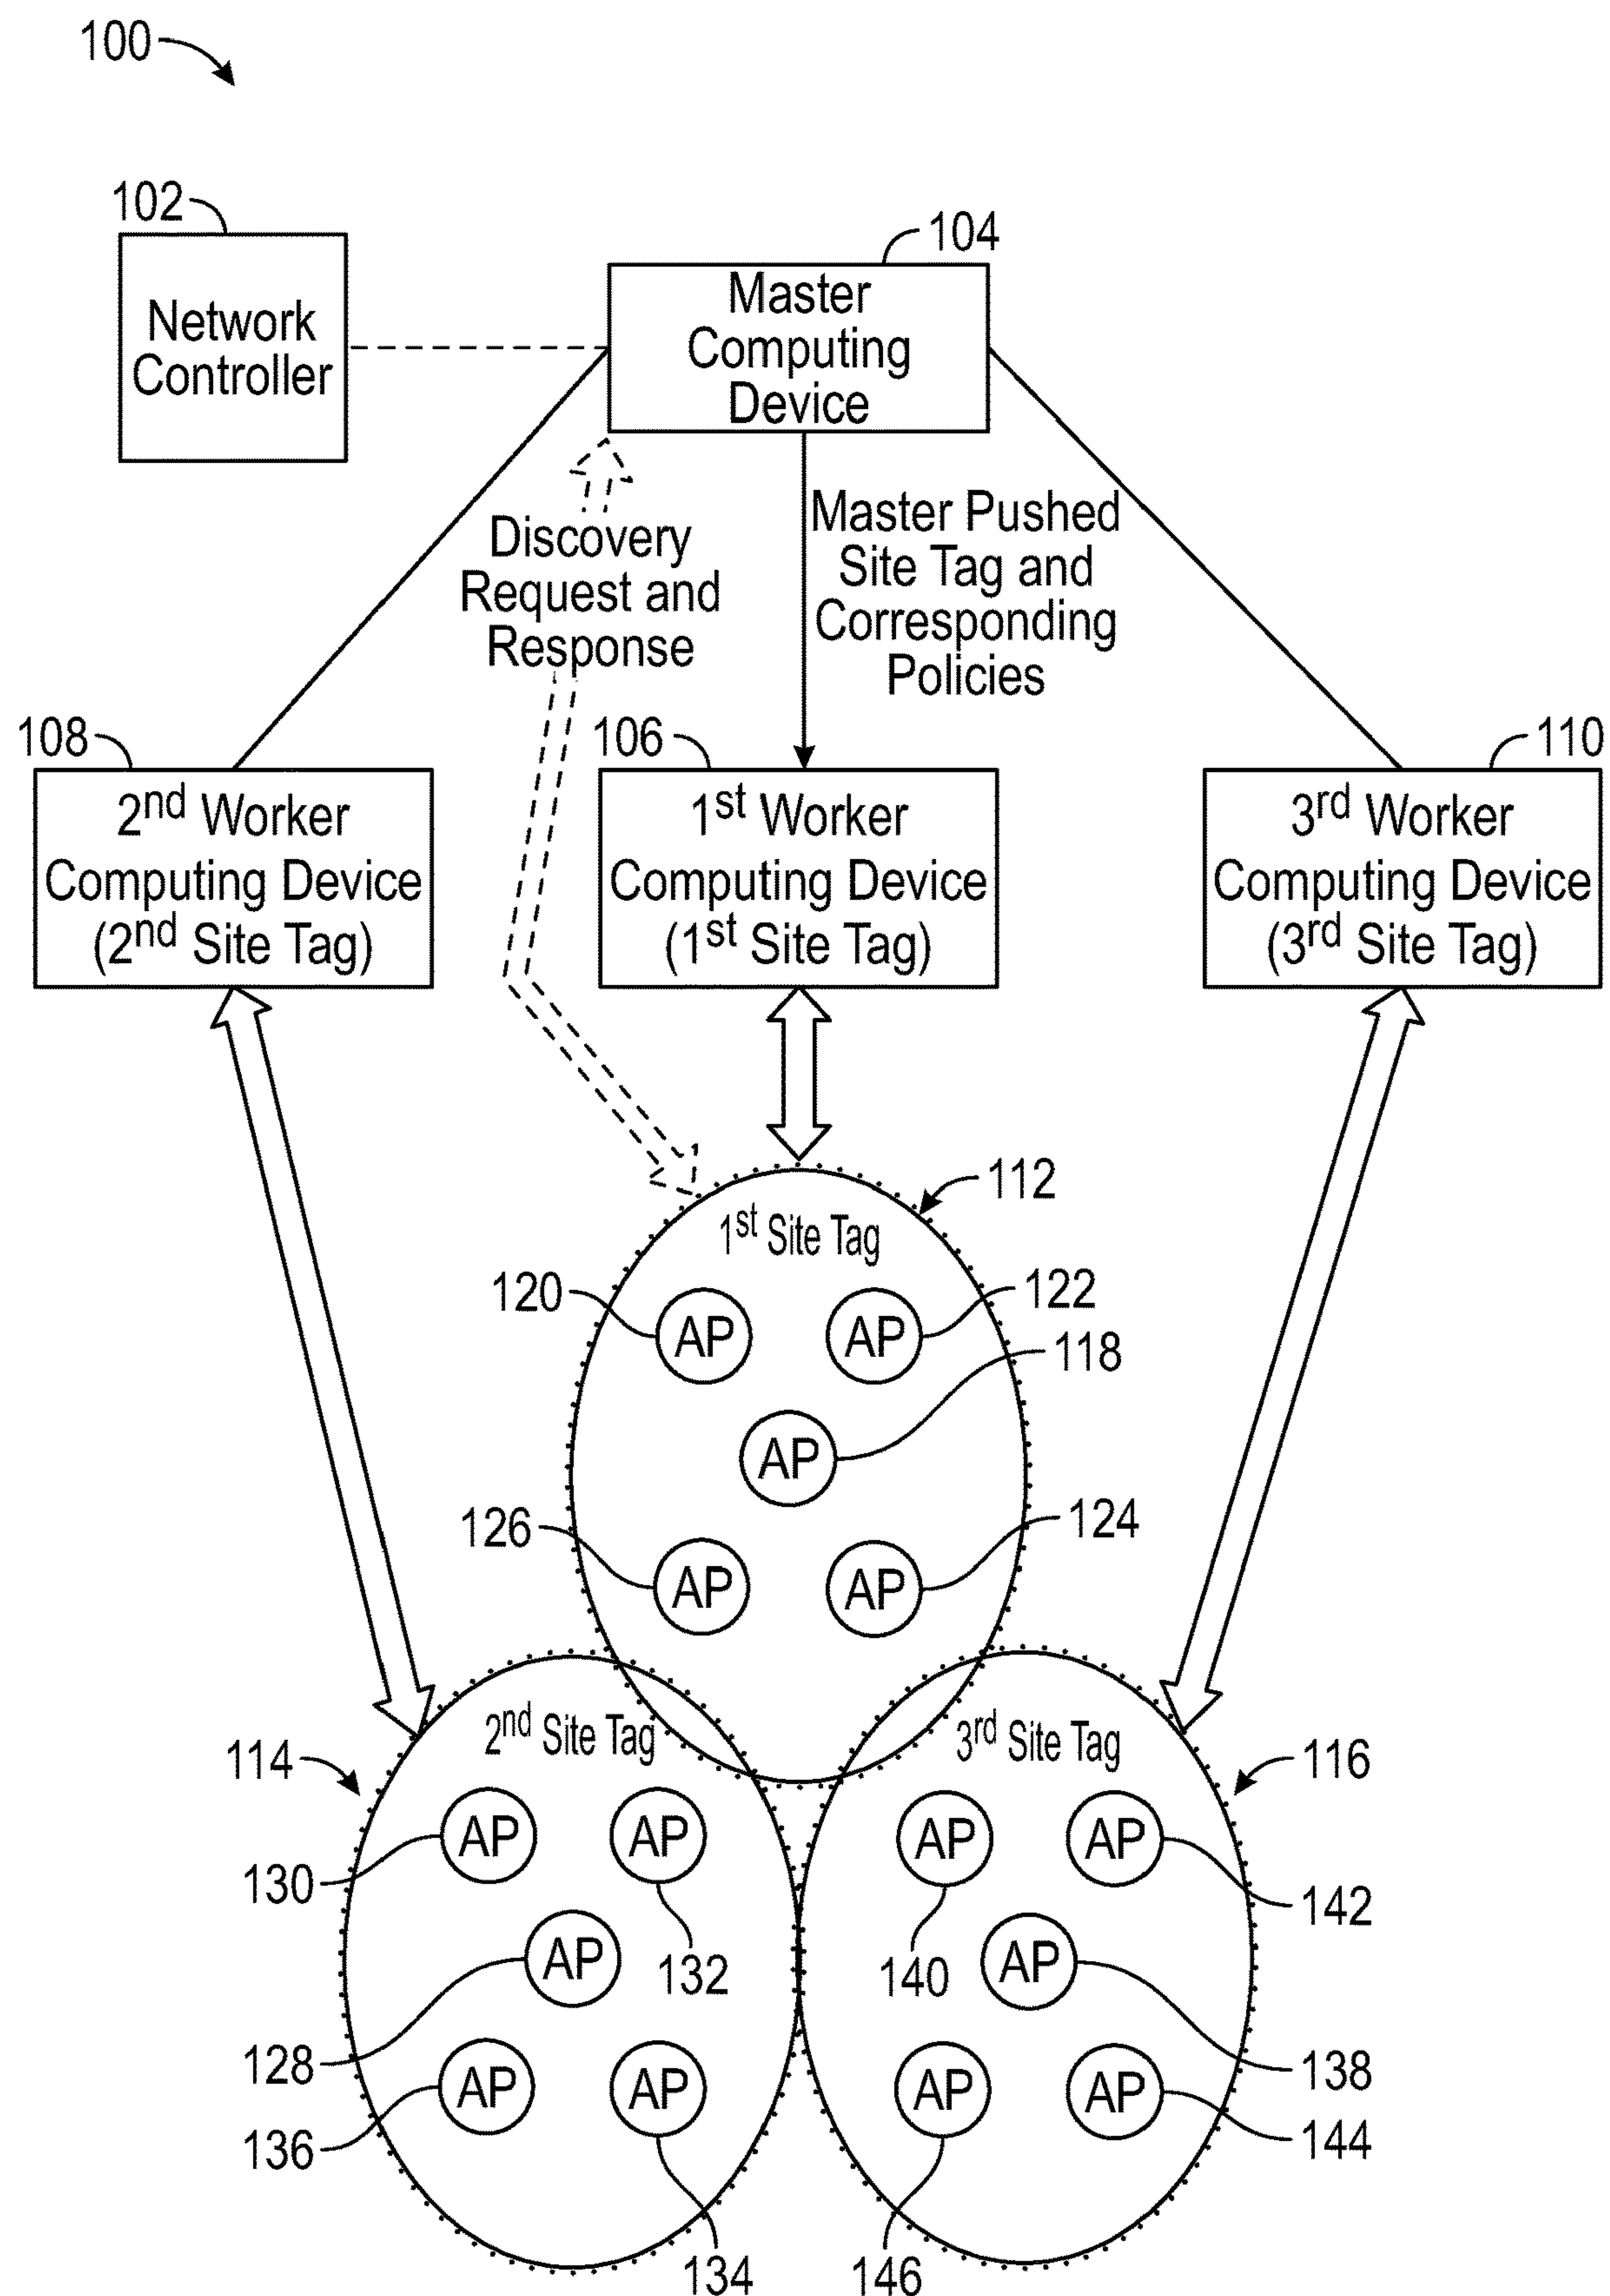 100
102
104
Network
Controller
Master
Computing
Device
Discovery
Request and
Response
Master Pushed
Site Tag and
Corresponding
Policies
108
106
110
2nd Worker
Computing Device
(2nd Site Tag)
1st Worker
Computing Device
(1st Site Tag)
3rd Worker
Computing Device
(3rd Site Tag)
112
1st Site Tag
120
AP
AP
122
118
AP
126
AP
AP
124
2nd Site Tag
3rd Site Tag
114
116
AP
AP
AP
AP
130
132
140
142
AP
AP
128
138
AP
AP
AP
AP
136
134
146
144